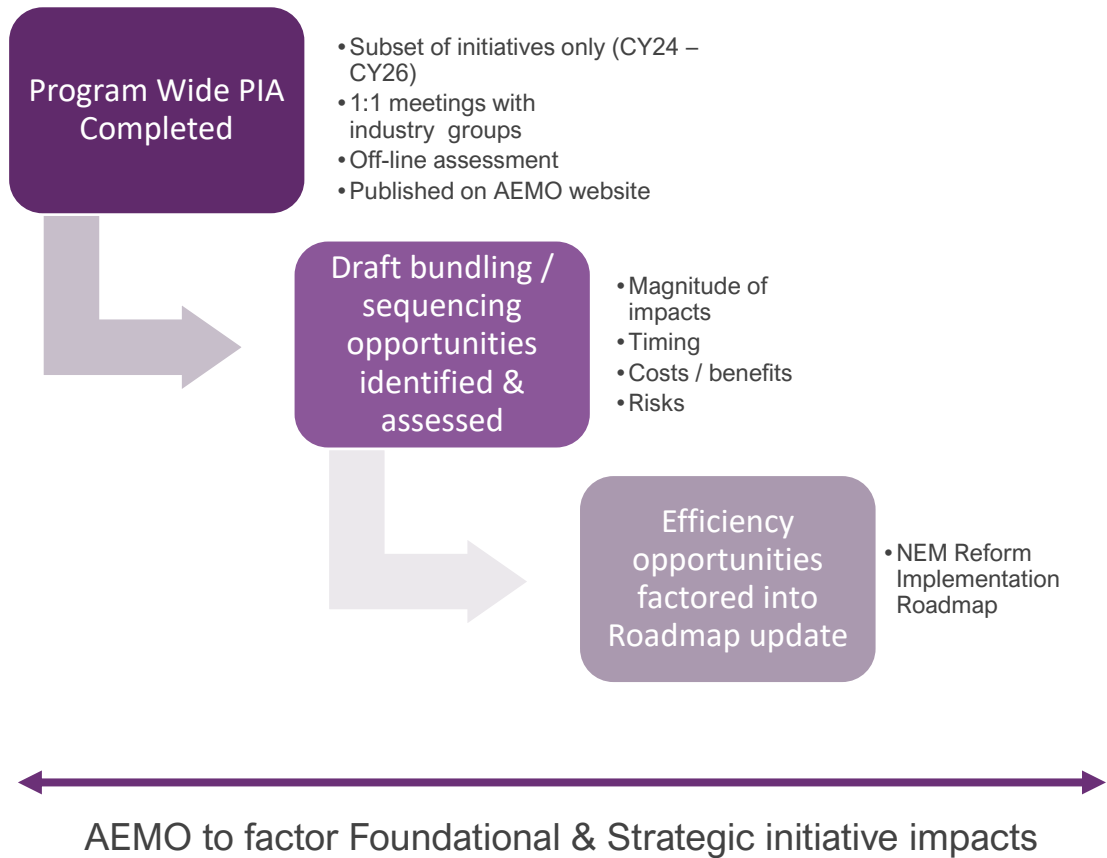 Program Wide PIA
Completed
•Subset of initiatives only (CY24 –
CY26)
•1:1 meetings with
industry groups
•Off-line assessment
•Published on AEMO website
Draft bundling /
sequencing
opportunities
identified &
assessed
•Magnitude of
impacts
•Timing
•Costs / benefits
•Risks
Efficiency
opportunities
factored into
Roadmap update
•NEM Reform
Implementation
Roadmap
AEMO to factor Foundational & Strategic initiative impacts